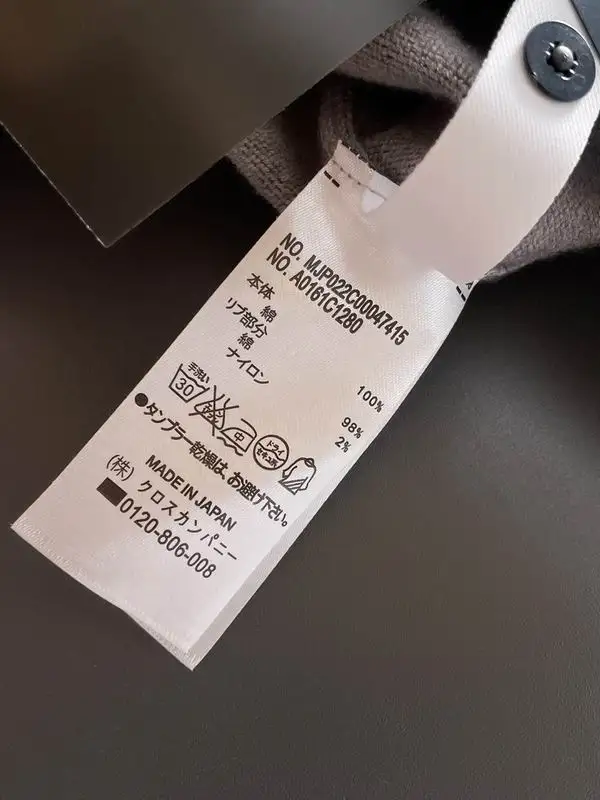 NO. MJP022C00047415
NO. A0161C1280
本体
綿 100%
リブ部分
綿 98%
ナイロン 2%
手洗い
30 中 ドライ
●タンブラー乾燥は、お避け下さい。
MADE IN JAPAN
(株) クロスカンパニー
0120-806-008